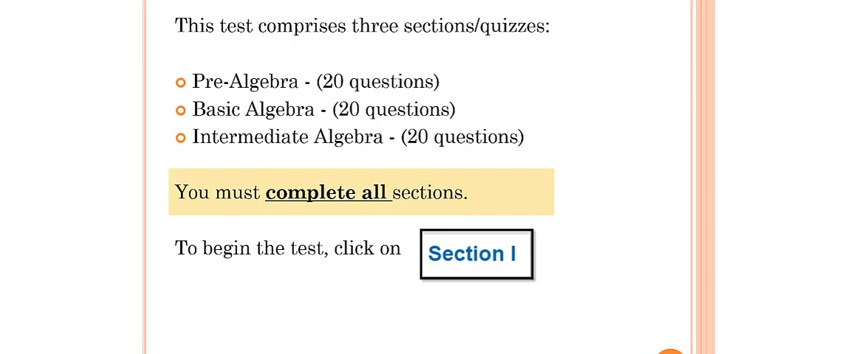 This test comprises three sections/quizzes:
Pre-Algebra - (20 questions)
Basic Algebra - (20 questions)
Intermediate Algebra - (20 questions)
You must complete all sections.
To begin the test, click on Section I